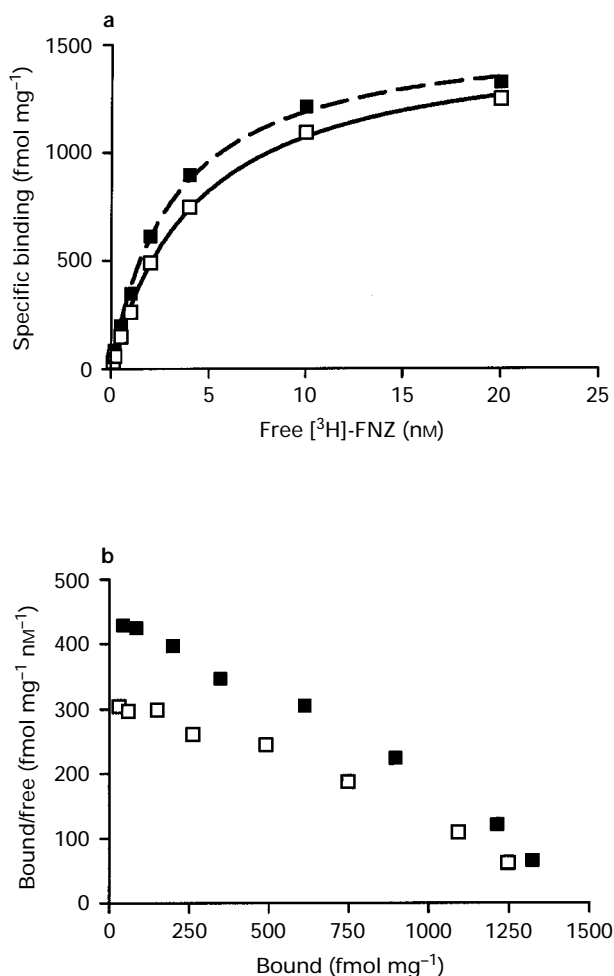 a
1500
1000
500
0
0 5 10 15 20 25
Specific binding (fmol mg⁻¹)
Free [³H]-FNZ (nM)
b
500
400
300
200
100
0
0 250 500 750 1000 1250 1500
Bound/free (fmol mg⁻¹ nM⁻¹)
Bound (fmol mg⁻¹)